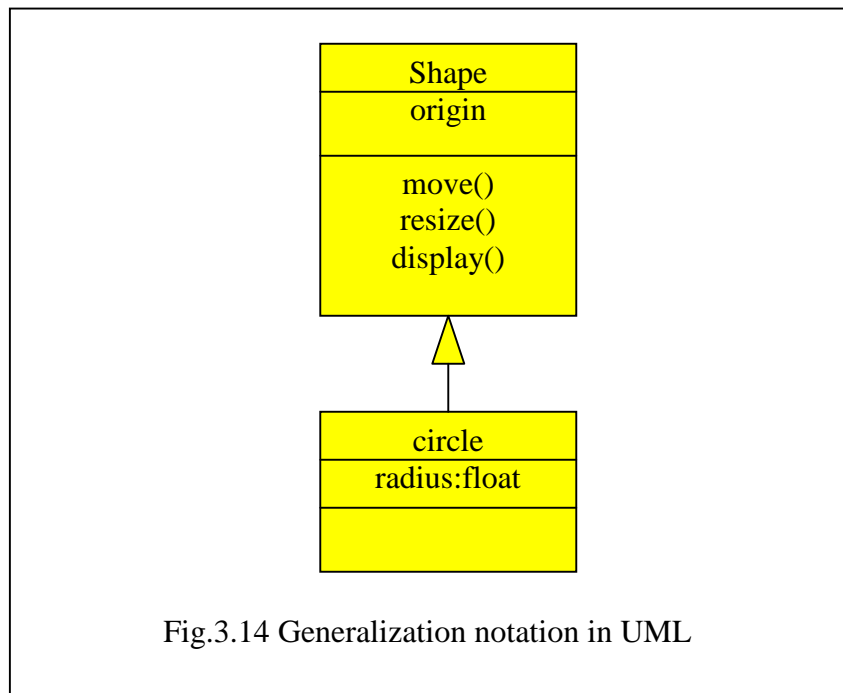 Shape
origin
move()
resize()
display()
circle
radius:float
Fig.3.14 Generalization notation in UML